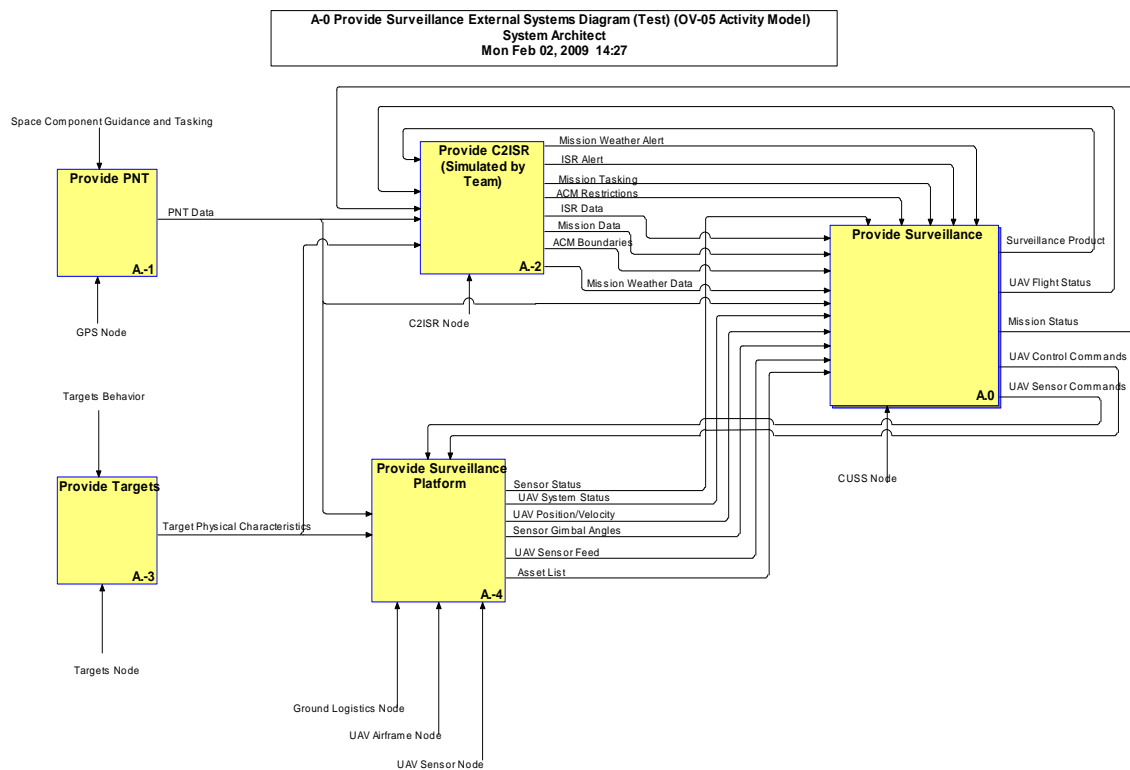 A-0 Provide Surveillance External Systems Diagram (Test) (OV-05 Activity Model)
System Architect
Mon Feb 02, 2009 14:27
Space Component Guidance and Tasking
Provide PNT
A.-1
PNT Data
GPS Node
Provide C2ISR
(Simulated by
Team)
A.-2
C2ISR Node
Mission Weather Alert
ISR Alert
Mission Tasking
ACM Restrictions
ISR Data
Mission Data
ACM Boundaries
Mission Weather Data
Provide Surveillance
A.0
Surveillance Product
UAV Flight Status
Mission Status
UAV Control Commands
UAV Sensor Commands
CUSS Node
Targets Behavior
Provide Targets
A.-3
Target Physical Characteristics
Targets Node
Provide Surveillance
Platform
A.-4
Sensor Status
UAV System Status
UAV Position/Velocity
Sensor Gimbal Angles
UAV Sensor Feed
Asset List
Ground Logistics Node
UAV Airframe Node
UAV Sensor Node